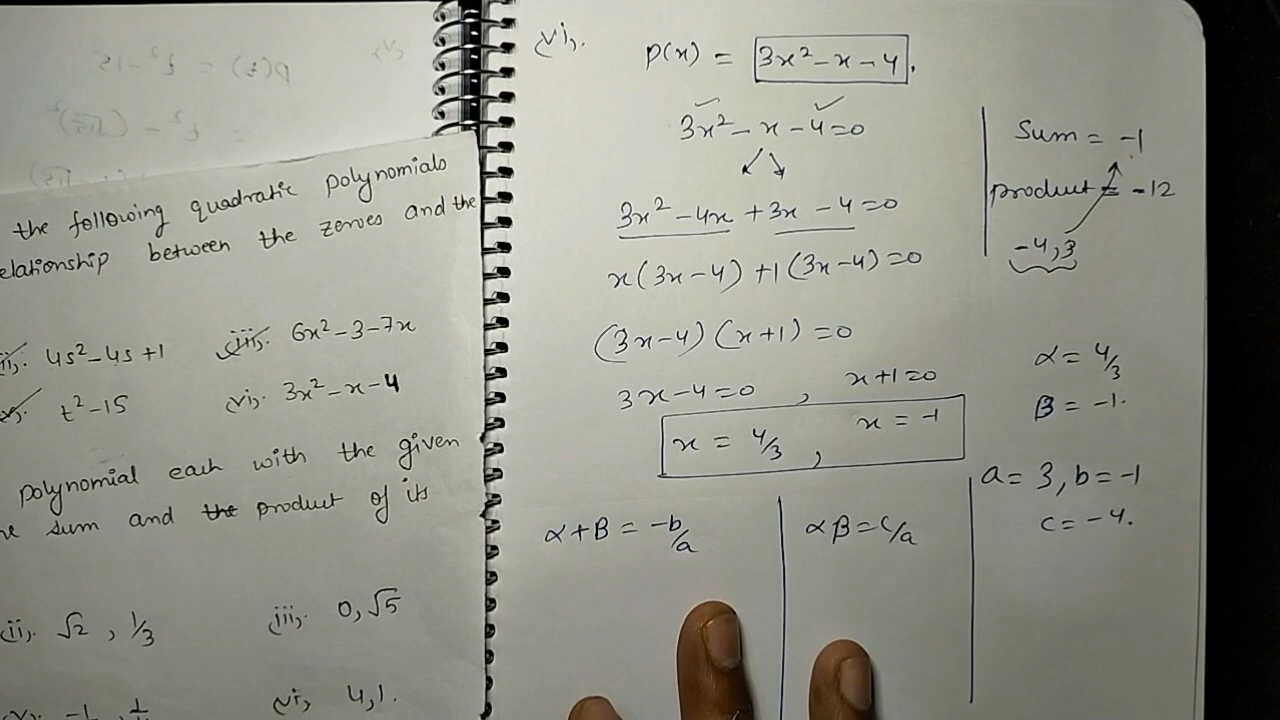 the following quadratic polynomials
elationship between the zeroes and the
ii). 4s²-4s+1 iii). 6x²-3-7x
v). t²-15 vi). 3x²-x-4
polynomial each with the given
sum and the product of its
ii). √2 , 1/3 iii). 0,√5
vi) 4,1.
vi). p(x) = 3x²-x-4.
3x²-x-4=0
3x²-4x+3x-4=0
x(3x-4)+1(3x-4)=0
(3x-4)(x+1)=0
3x-4=0 , x+1=0
x = 4/3 , x = -1
α+β = -b/a
αβ=c/a
Sum = -1
product = -12
-4,3
α = 4/3
β = -1.
a=3, b=-1
c=-4.